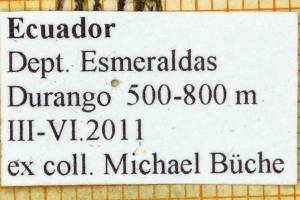 Ecuador
Dept. Esmeraldas
Durango 500-800 m
III-VI.2011
ex coll. Michael Büche